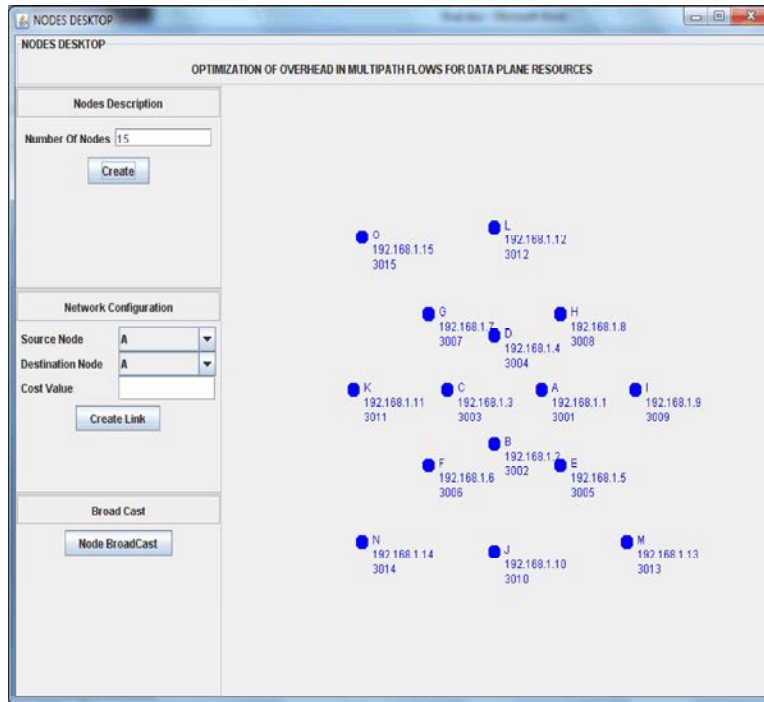 NODES DESKTOP
NODES DESKTOP
OPTIMIZATION OF OVERHEAD IN MULTIPATH FLOWS FOR DATA PLANE RESOURCES
Nodes Description
Number Of Nodes 15
Create
Network Configuration
Source Node A
Destination Node A
Cost Value
Create Link
Broad Cast
Node BroadCast
O
192.168.1.15
3015
L
192.168.1.12
3012
G
192.168.1.7
3007
H
192.168.1.8
3008
D
192.168.1.4
3004
K
192.168.1.11
3011
C
192.168.1.3
3003
A
192.168.1.1
3001
I
192.168.1.9
3009
B
192.168.1.2
3002
F
192.168.1.6
3006
E
192.168.1.5
3005
N
192.168.1.14
3014
J
192.168.1.10
3010
M
192.168.1.13
3013